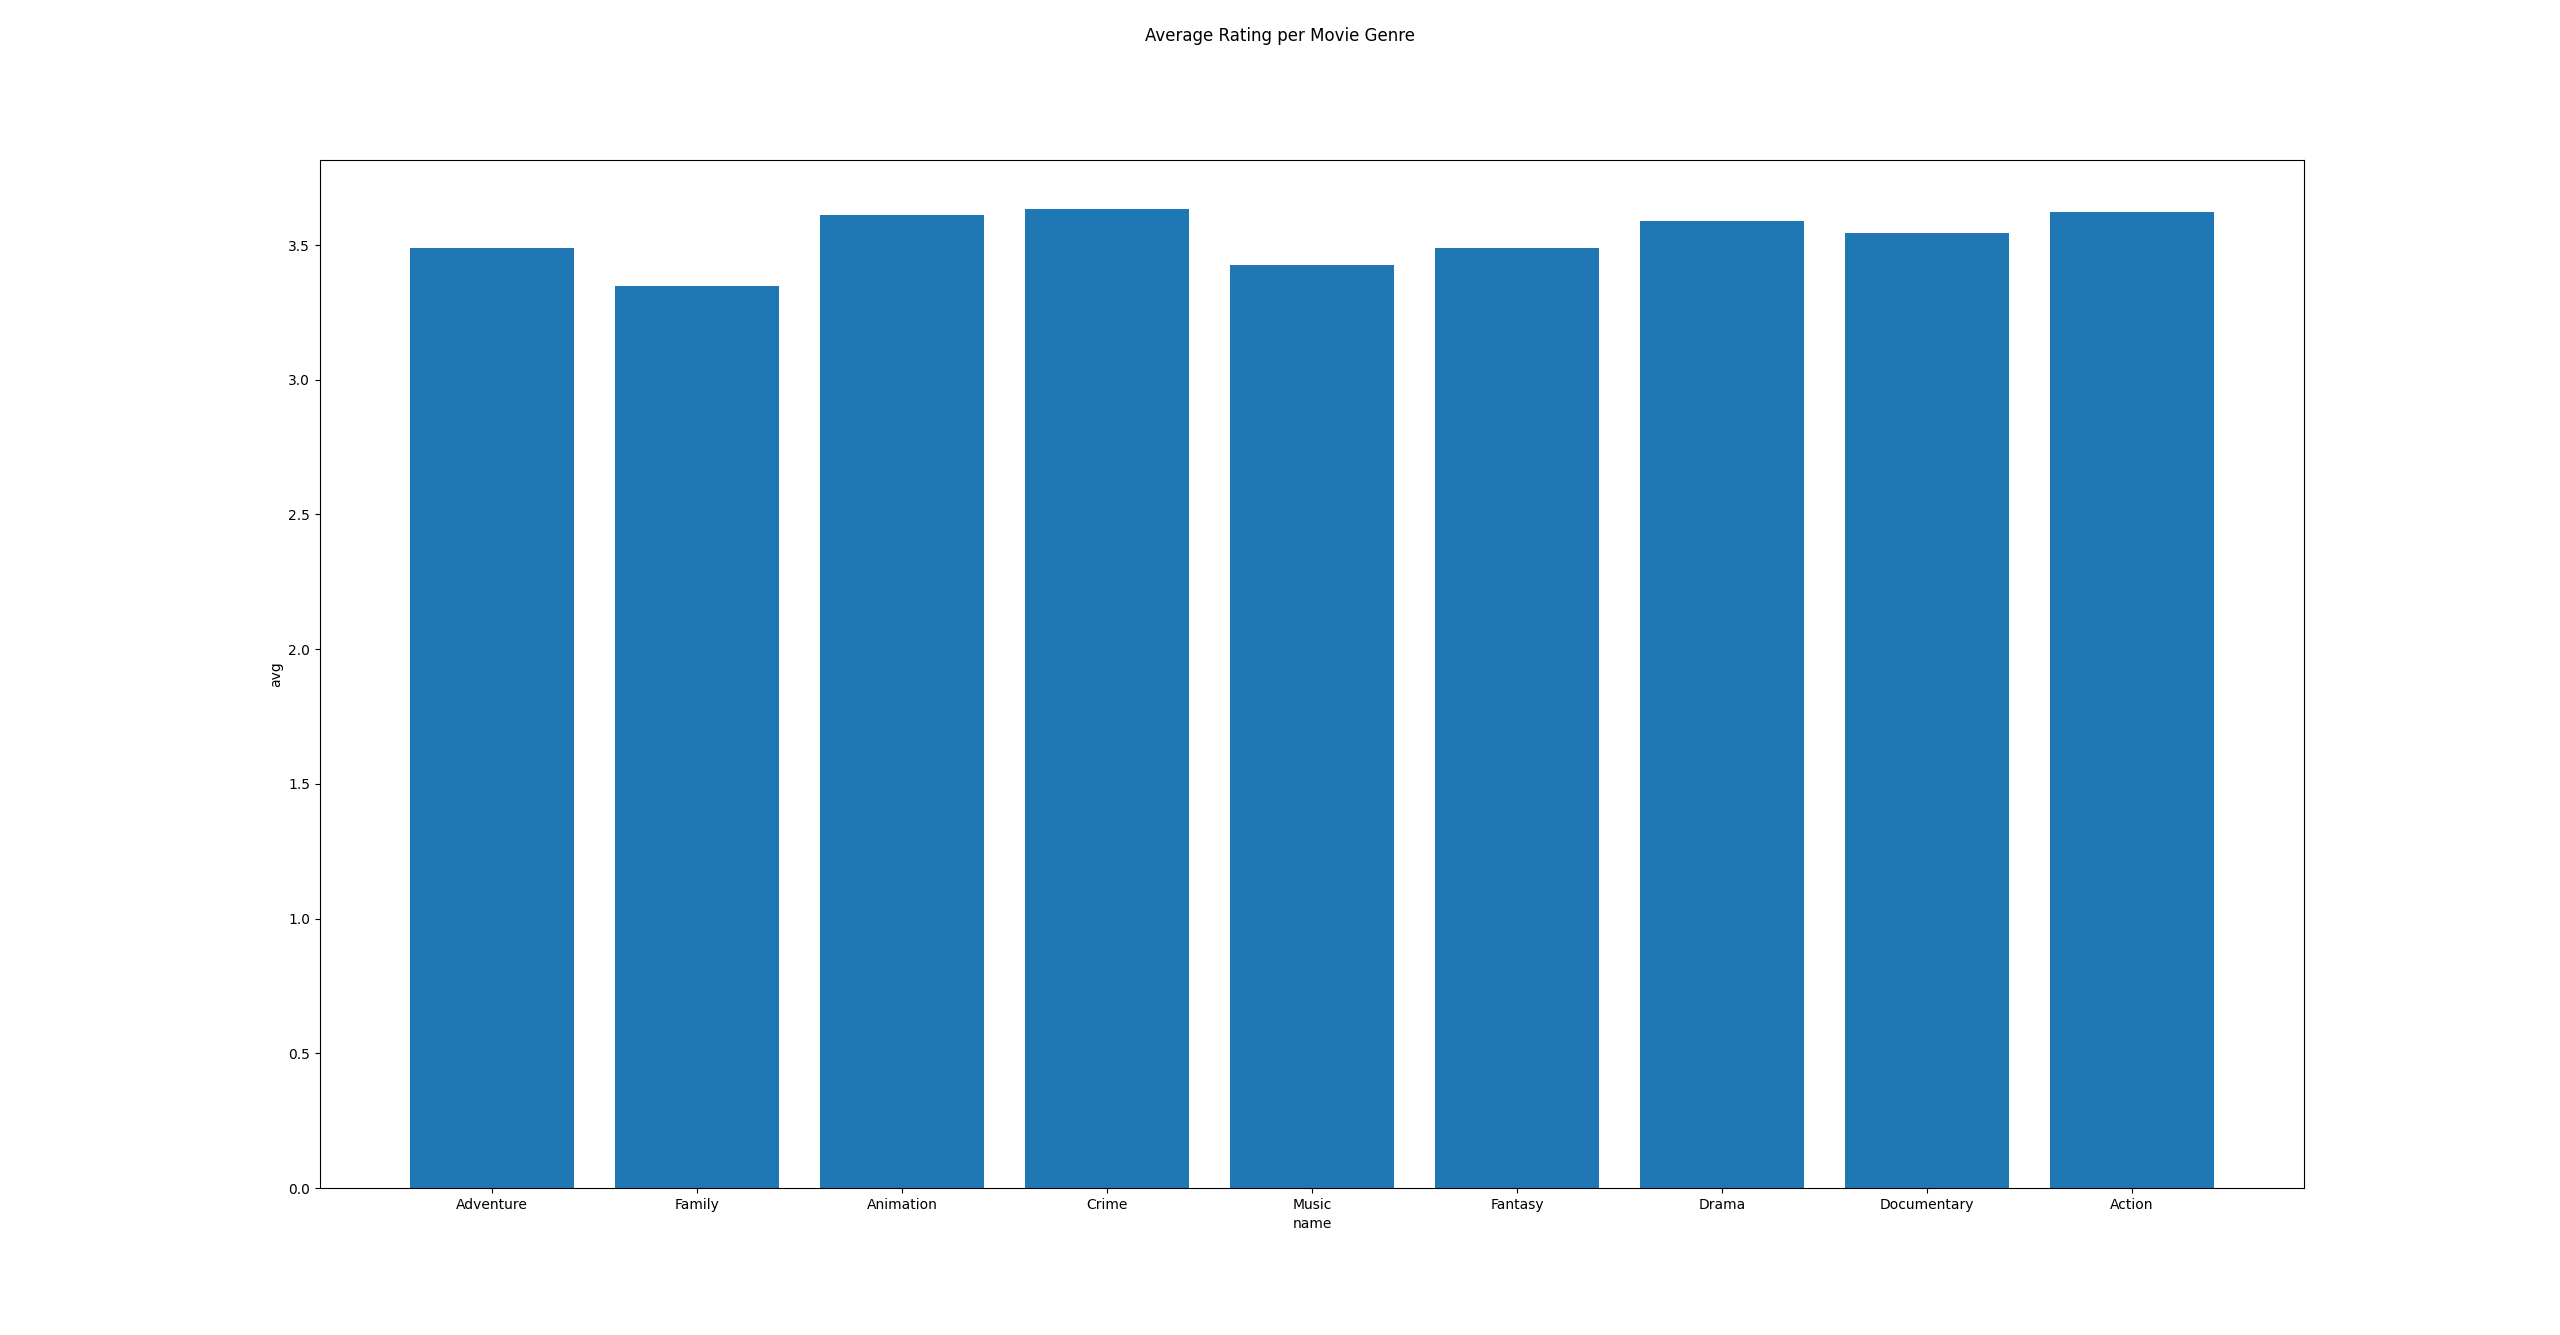 Average Rating per Movie Genre
avg
3.5
3.0
2.5
2.0
1.5
1.0
0.5
0.0
Adventure Family Animation Crime Music Fantasy Drama Documentary Action
name